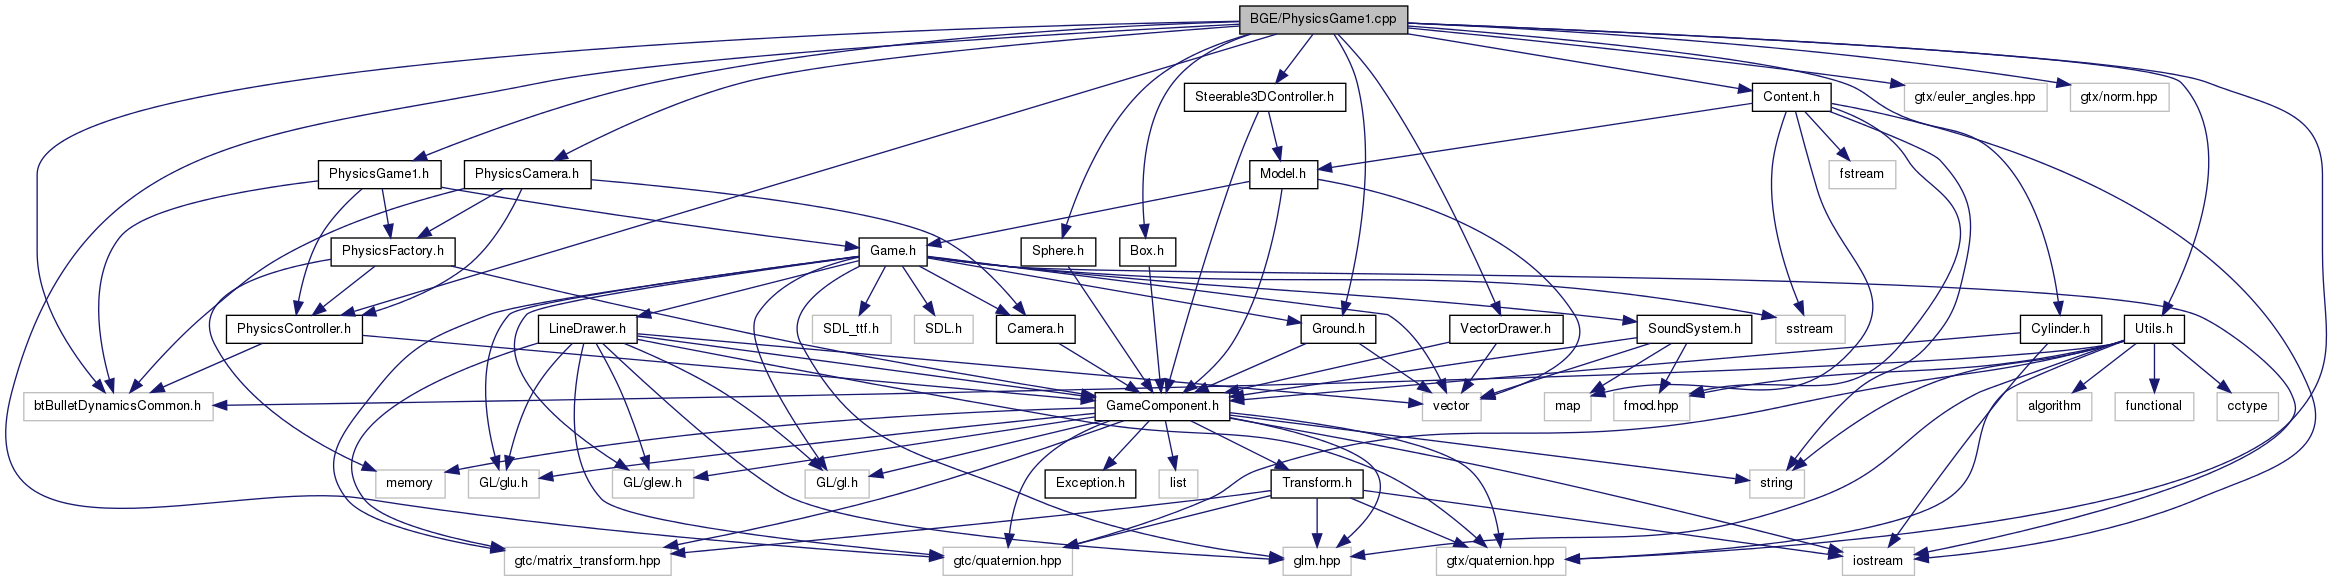 BGE/PhysicsGame1.cpp
Steerable3DController.h
Content.h
gtx/euler_angles.hpp
gtx/norm.hpp
PhysicsGame1.h
PhysicsCamera.h
Model.h
fstream
PhysicsFactory.h
Game.h
Sphere.h
Box.h
PhysicsController.h
LineDrawer.h
SDL_ttf.h
SDL.h
Camera.h
Ground.h
VectorDrawer.h
SoundSystem.h
sstream
Cylinder.h
Utils.h
btBulletDynamicsCommon.h
GameComponent.h
vector
map
fmod.hpp
algorithm
functional
cctype
memory
GL/glu.h
GL/glew.h
GL/gl.h
Exception.h
list
Transform.h
string
gtc/matrix_transform.hpp
gtc/quaternion.hpp
glm.hpp
gtx/quaternion.hpp
iostream